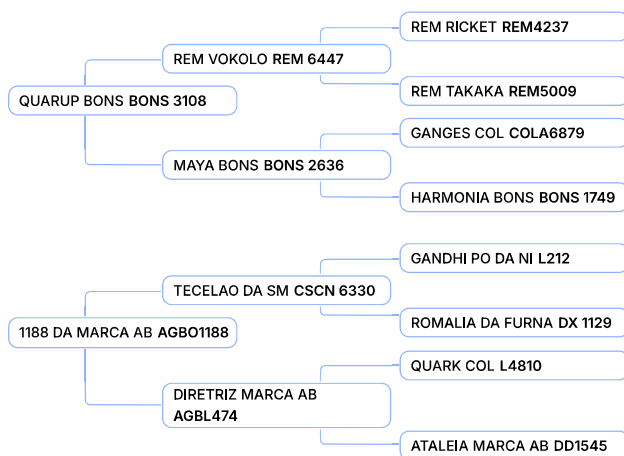 REM RICKET REM4237
REM VOKOLO REM 6447
REM TAKAKA REM5009
QUARUP BONS BONS 3108
GANGES COL COLA6879
MAYA BONS BONS 2636
HARMONIA BONS BONS 1749
GANDHI PO DA NI L212
TECELAO DA SM CSCN 6330
ROMALIA DA FURNA DX 1129
1188 DA MARCA AB AGBO1188
QUARK COL L4810
DIRETRIZ MARCA AB
AGBL474
ATALEIA MARCA AB DD1545